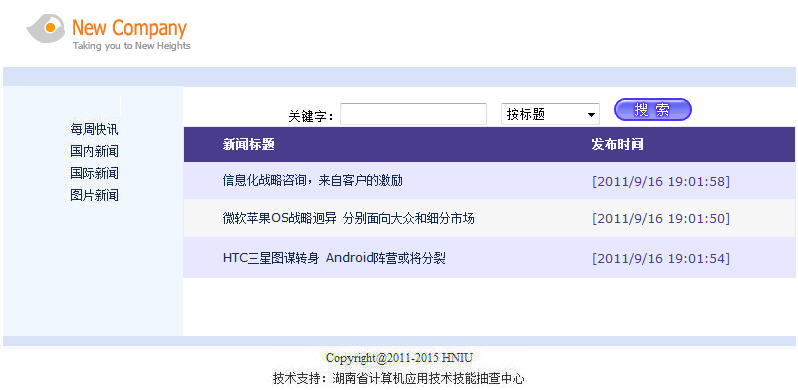 New Company
Taking you to New Heights
关键字： 按标题 搜 索
每周快讯
国内新闻
国际新闻
图片新闻
新闻标题 发布时间
信息化战略咨询，来自客户的激励 [2011/9/16 19:01:58]
微软苹果OS战略迥异 分别面向大众和细分市场 [2011/9/16 19:01:50]
HTC三星图谋转身 Android阵营或将分裂 [2011/9/16 19:01:54]
Copyright@2011-2015 HNIU
技术支持：湖南省计算机应用技术技能抽查中心